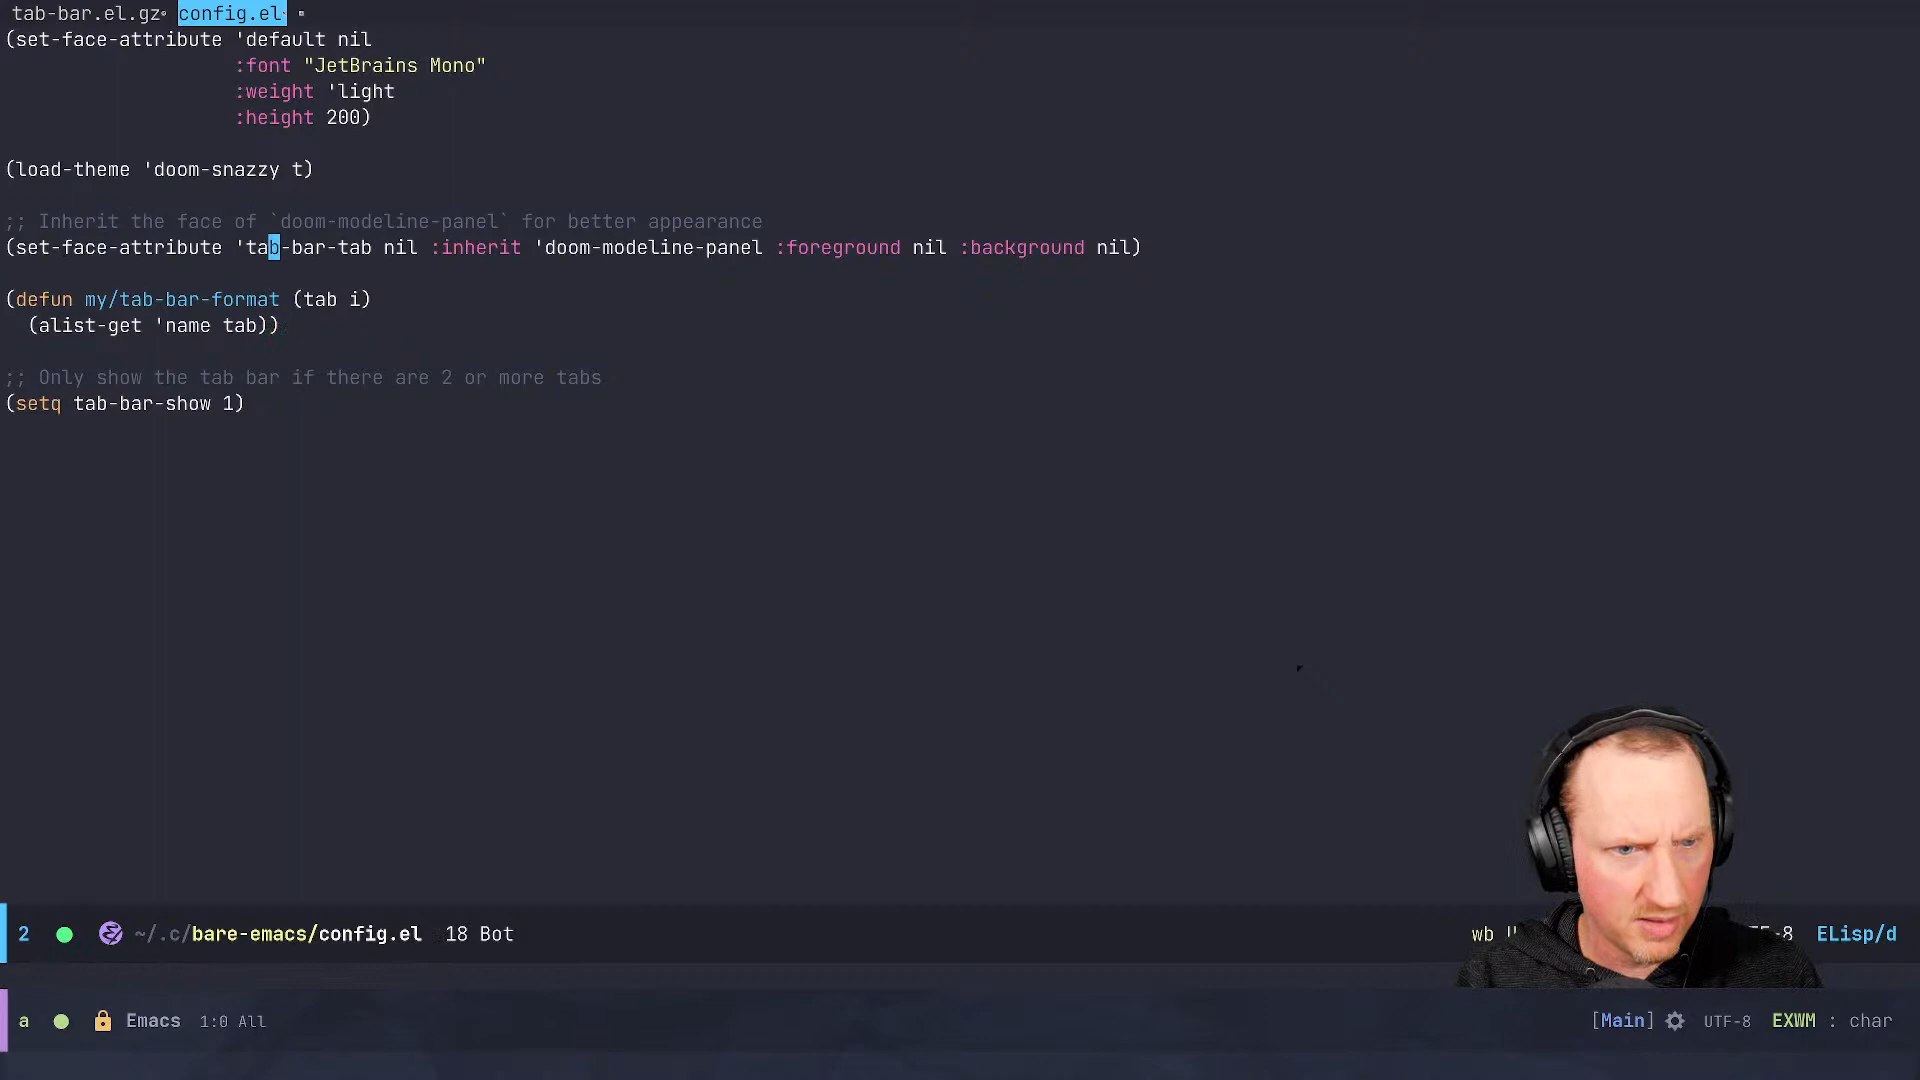 tab-bar.el.gz config.el
(set-face-attribute 'default nil
:font "JetBrains Mono"
:weight 'light
:height 200)
(load-theme 'doom-snazzy t)
;; Inherit the face of `doom-modeline-panel` for better appearance
(set-face-attribute 'tab-bar-tab nil :inherit 'doom-modeline-panel :foreground nil :background nil)
(defun my/tab-bar-format (tab i)
(alist-get 'name tab))
;; Only show the tab bar if there are 2 or more tabs
(setq tab-bar-show 1)
2 ~/.c/bare-emacs/config.el 18 Bot wb ELisp/d
a Emacs 1:0 All [Main] UTF-8 EXWM : char